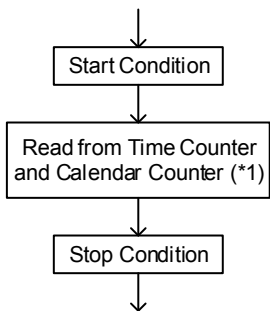 Start Condition
Read from Time Counter
and Calendar Counter (*1)
Stop Condition